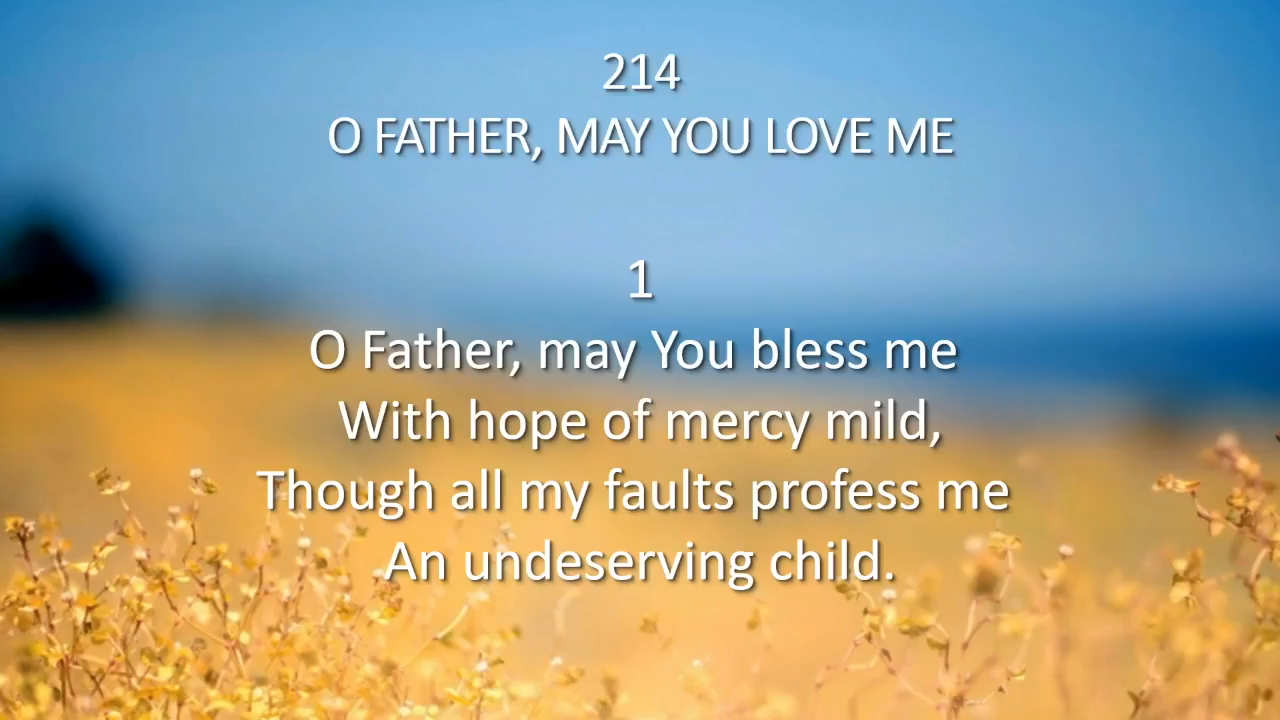 214
O FATHER, MAY YOU LOVE ME
1
O Father, may You bless me
With hope of mercy mild,
Though all my faults profess me
An undeserving child.